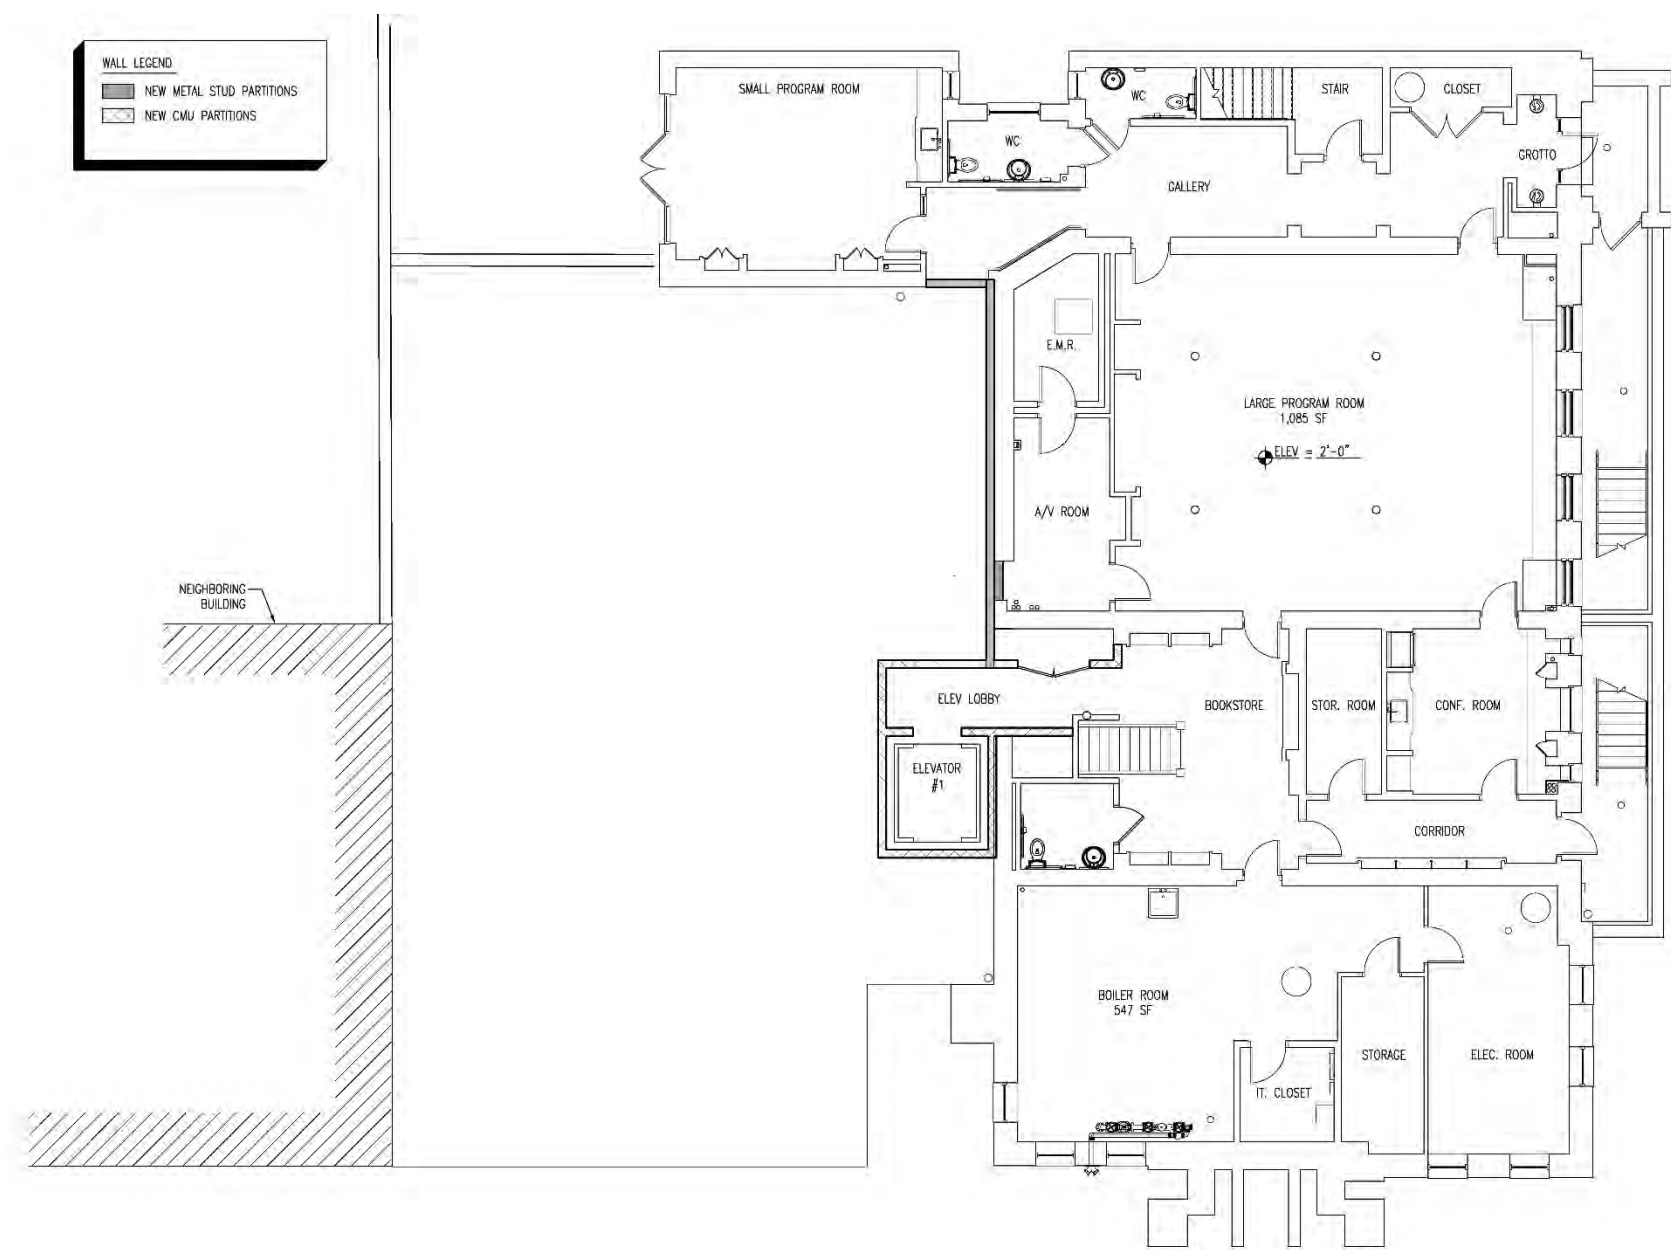 WALL LEGEND
NEW METAL STUD PARTITIONS
NEW CMU PARTITIONS
SMALL PROGRAM ROOM
WC
WC
STAIR
CLOSET
GROTTO
GALLERY
E.M.R.
LARGE PROGRAM ROOM
1,085 SF
ELEV = 2'-0"
A/V ROOM
NEIGHBORING
BUILDING
ELEV LOBBY
BOOKSTORE
STOR. ROOM
CONF. ROOM
ELEVATOR
#1
CORRIDOR
BOILER ROOM
547 SF
STORAGE
ELEC. ROOM
IT. CLOSET